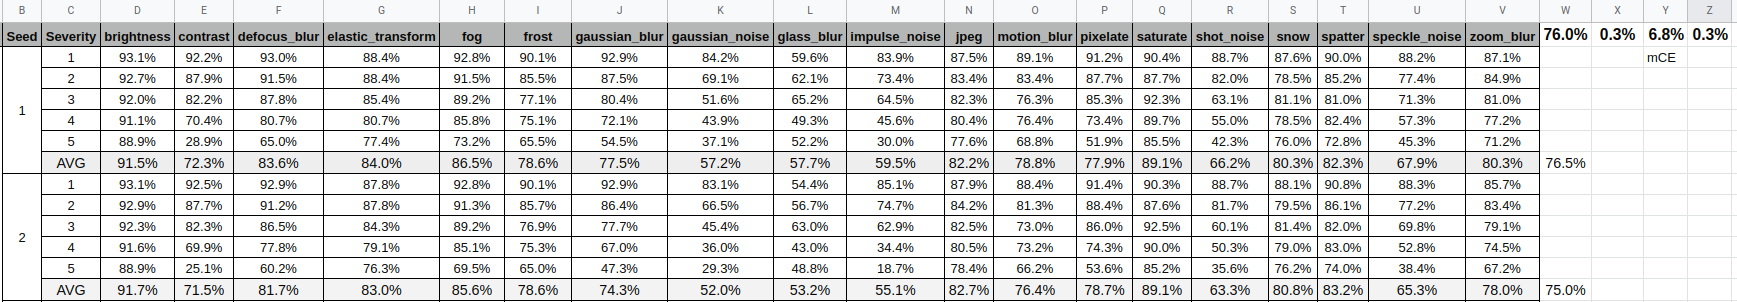 B C D E F G H I J K L M N O P Q R S T U V W X Y Z
Seed Severity brightness contrast defocus_blur elastic_transform fog frost gaussian_blur gaussian_noise glass_blur impulse_noise jpeg motion_blur pixelate saturate shot_noise snow spatter speckle_noise zoom_blur 76.0% 0.3% 6.8% 0.3%
1 93.1% 92.2% 93.0% 88.4% 92.8% 90.1% 92.9% 84.2% 59.6% 83.9% 87.5% 89.1% 91.2% 90.4% 88.7% 87.6% 90.0% 88.2% 87.1% mCE
2 92.7% 87.9% 91.5% 88.4% 91.5% 85.5% 87.5% 69.1% 62.1% 73.4% 83.4% 83.4% 87.7% 87.7% 82.0% 78.5% 85.2% 77.4% 84.9%
1 3 92.0% 82.2% 87.8% 85.4% 89.2% 77.1% 80.4% 51.6% 65.2% 64.5% 82.3% 76.3% 85.3% 92.3% 63.1% 81.1% 81.0% 71.3% 81.0%
4 91.1% 70.4% 80.7% 80.7% 85.8% 75.1% 72.1% 43.9% 49.3% 45.6% 80.4% 76.4% 73.4% 89.7% 55.0% 78.5% 82.4% 57.3% 77.2%
5 88.9% 28.9% 65.0% 77.4% 73.2% 65.5% 54.5% 37.1% 52.2% 30.0% 77.6% 68.8% 51.9% 85.5% 42.3% 76.0% 72.8% 45.3% 71.2%
AVG 91.5% 72.3% 83.6% 84.0% 86.5% 78.6% 77.5% 57.2% 57.7% 59.5% 82.2% 78.8% 77.9% 89.1% 66.2% 80.3% 82.3% 67.9% 80.3% 76.5%
1 93.1% 92.5% 92.9% 87.8% 92.8% 90.1% 92.9% 83.1% 54.4% 85.1% 87.9% 88.4% 91.4% 90.3% 88.7% 88.1% 90.8% 88.3% 85.7%
2 92.9% 87.7% 91.2% 87.8% 91.3% 85.7% 86.4% 66.5% 56.7% 74.7% 84.2% 81.3% 88.4% 87.6% 81.7% 79.5% 86.1% 77.2% 83.4%
2 3 92.3% 82.3% 86.5% 84.3% 89.2% 76.9% 77.7% 45.4% 63.0% 62.9% 82.5% 73.0% 86.0% 92.5% 60.1% 81.4% 82.0% 69.8% 79.1%
4 91.6% 69.9% 77.8% 79.1% 85.1% 75.3% 67.0% 36.0% 43.0% 34.4% 80.5% 73.2% 74.3% 90.0% 50.3% 79.0% 83.0% 52.8% 74.5%
5 88.9% 25.1% 60.2% 76.3% 69.5% 65.0% 47.3% 29.3% 48.8% 18.7% 78.4% 66.2% 53.6% 85.2% 35.6% 76.2% 74.0% 38.4% 67.2%
AVG 91.7% 71.5% 81.7% 83.0% 85.6% 78.6% 74.3% 52.0% 53.2% 55.1% 82.7% 76.4% 78.7% 89.1% 63.3% 80.8% 83.2% 65.3% 78.0% 75.0%